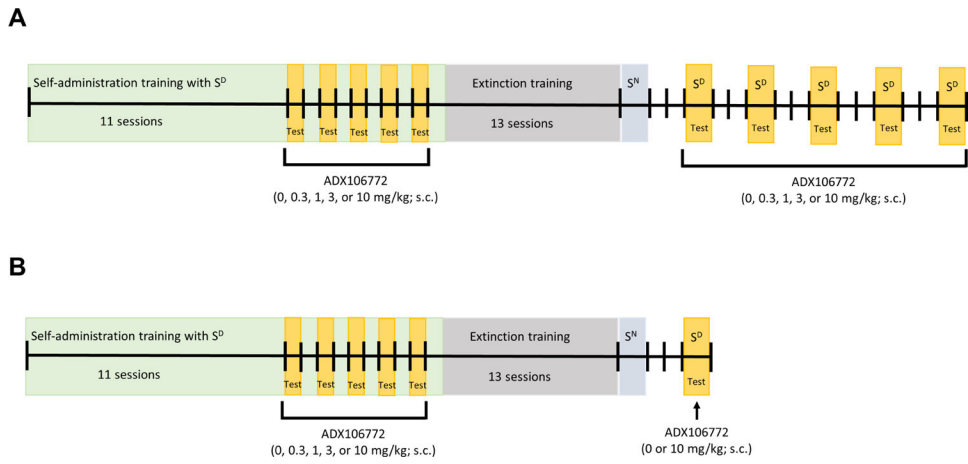 A
Self-administration training with Sᴰ
Extinction training
Sᴺ
Sᴰ
Sᴰ
Sᴰ
Sᴰ
Sᴰ
11 sessions
Test
Test
Test
Test
Test
13 sessions
Test
Test
Test
Test
Test
ADX106772
(0, 0.3, 1, 3, or 10 mg/kg; s.c.)
ADX106772
(0, 0.3, 1, 3, or 10 mg/kg; s.c.)
B
Self-administration training with Sᴰ
Extinction training
Sᴺ
Sᴰ
11 sessions
Test
Test
Test
Test
Test
13 sessions
Test
ADX106772
(0, 0.3, 1, 3, or 10 mg/kg; s.c.)
ADX106772
(0 or 10 mg/kg; s.c.)